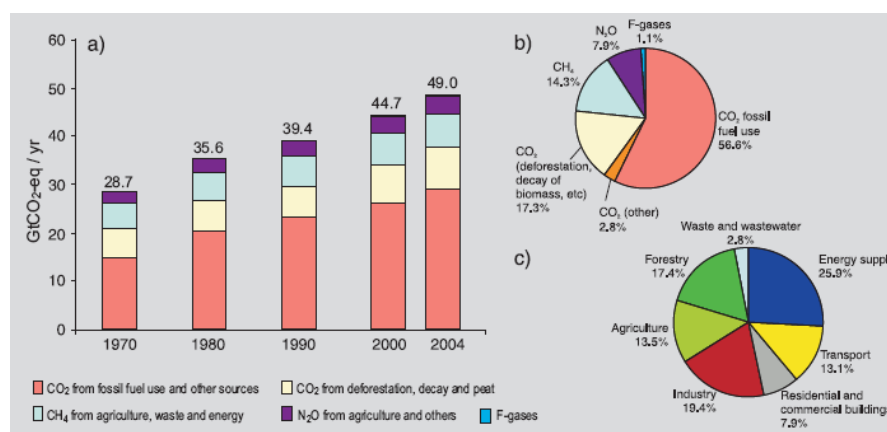 a)
GtCO₂-eq / yr
60
50
40
30
20
10
0
28.7
35.6
39.4
44.7
49.0
1970
1980
1990
2000
2004
CO₂ from fossil fuel use and other sources
CO₂ from deforestation, decay and peat
CH₄ from agriculture, waste and energy
N₂O from agriculture and others
F-gases
b)
F-gases
1.1%
N₂O
7.9%
CH₄
14.3%
CO₂ fossil
fuel use
56.6%
CO₂
(deforestation,
decay of
biomass, etc)
17.3%
CO₂ (other)
2.8%
c)
Waste and wastewater
2.8%
Forestry
17.4%
Energy suppl
25.9%
Agriculture
13.5%
Transport
13.1%
Industry
19.4%
Residential and
commercial buildings
7.9%